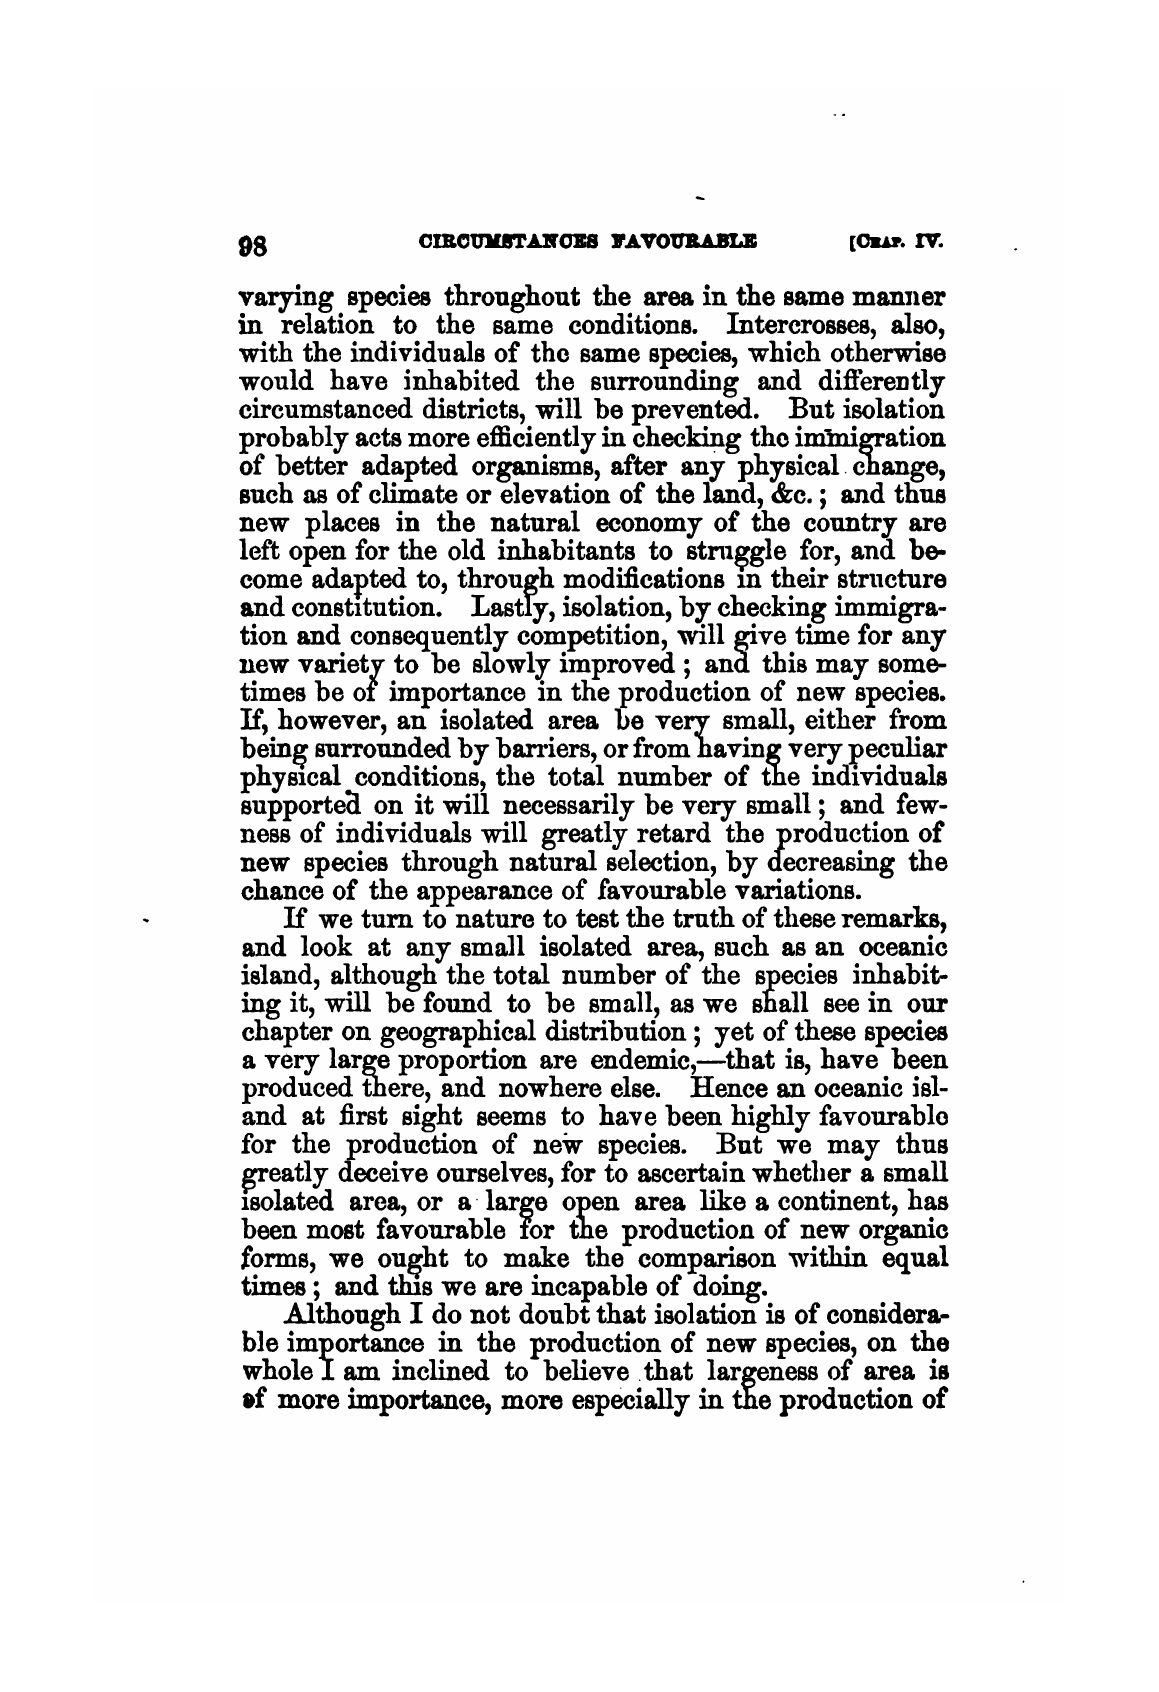 98 CIRCUMSTANCES FAVOURABLE [CHAP. IV.
varying species throughout the area in the same manner
in relation to the same conditions. Intercrosses, also,
with the individuals of the same species, which otherwise
would have inhabited the surrounding and differently
circumstanced districts, will be prevented. But isolation
probably acts more efficiently in checking the immigration
of better adapted organisms, after any physical change,
such as of climate or elevation of the land, &c.; and thus
new places in the natural economy of the country are
left open for the old inhabitants to struggle for, and be-
come adapted to, through modifications in their structure
and constitution. Lastly, isolation, by checking immigra-
tion and consequently competition, will give time for any
new variety to be slowly improved; and this may some-
times be of importance in the production of new species.
If, however, an isolated area be very small, either from
being surrounded by barriers, or from having very peculiar
physical conditions, the total number of the individuals
supported on it will necessarily be very small; and few-
ness of individuals will greatly retard the production of
new species through natural selection, by decreasing the
chance of the appearance of favourable variations.
If we turn to nature to test the truth of these remarks,
and look at any small isolated area, such as an oceanic
island, although the total number of the species inhabit-
ing it, will be found to be small, as we shall see in our
chapter on geographical distribution; yet of these species
a very large proportion are endemic,—that is, have been
produced there, and nowhere else. Hence an oceanic isl-
and at first sight seems to have been highly favourable
for the production of new species. But we may thus
greatly deceive ourselves, for to ascertain whether a small
isolated area, or a large open area like a continent, has
been most favourable for the production of new organic
forms, we ought to make the comparison within equal
times; and this we are incapable of doing.
Although I do not doubt that isolation is of considera-
ble importance in the production of new species, on the
whole I am inclined to believe that largeness of area is
of more importance, more especially in the production of